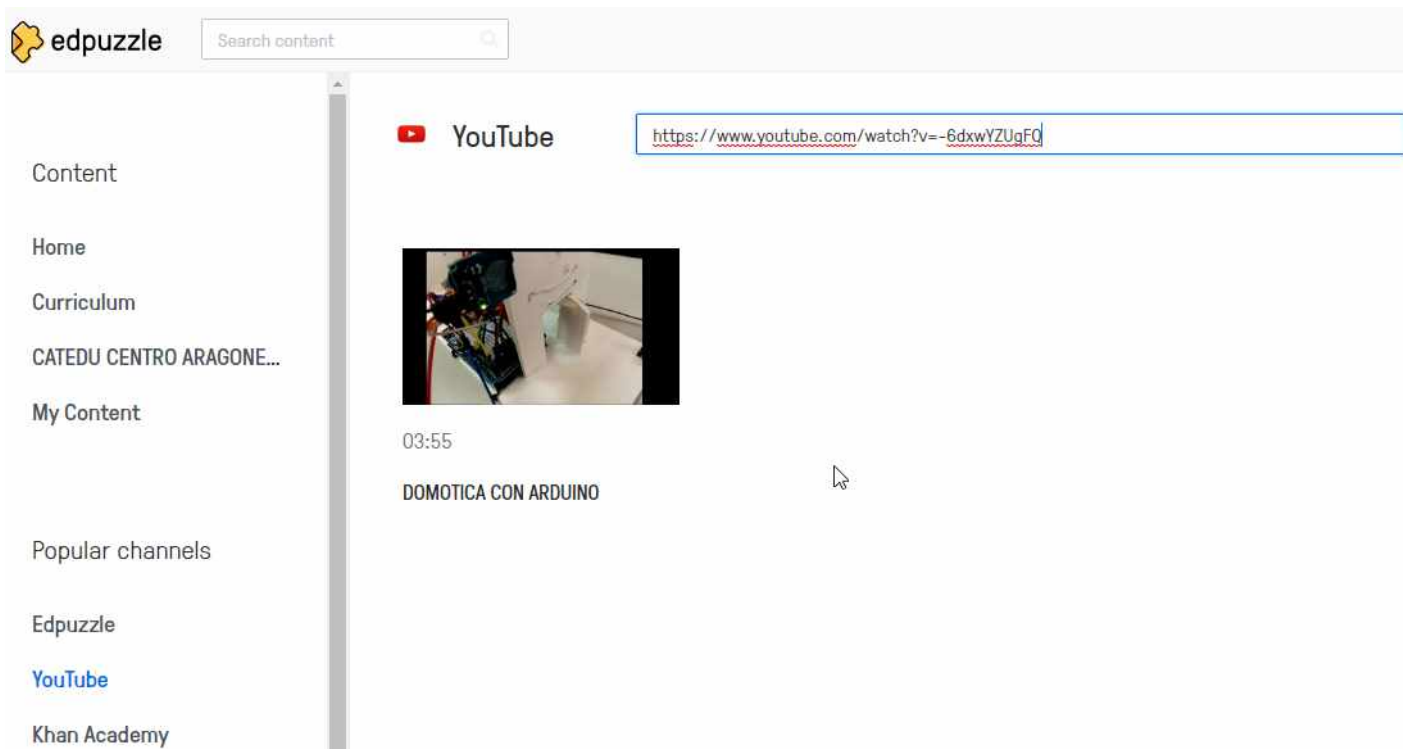 edpuzzle
Search content
YouTube
https://www.youtube.com/watch?v=-6dxwYZUgFQ
Content
Home
Curriculum
CATEDU CENTRO ARAGONE...
My Content
03:55
DOMOTICA CON ARDUINO
Popular channels
Edpuzzle
YouTube
Khan Academy